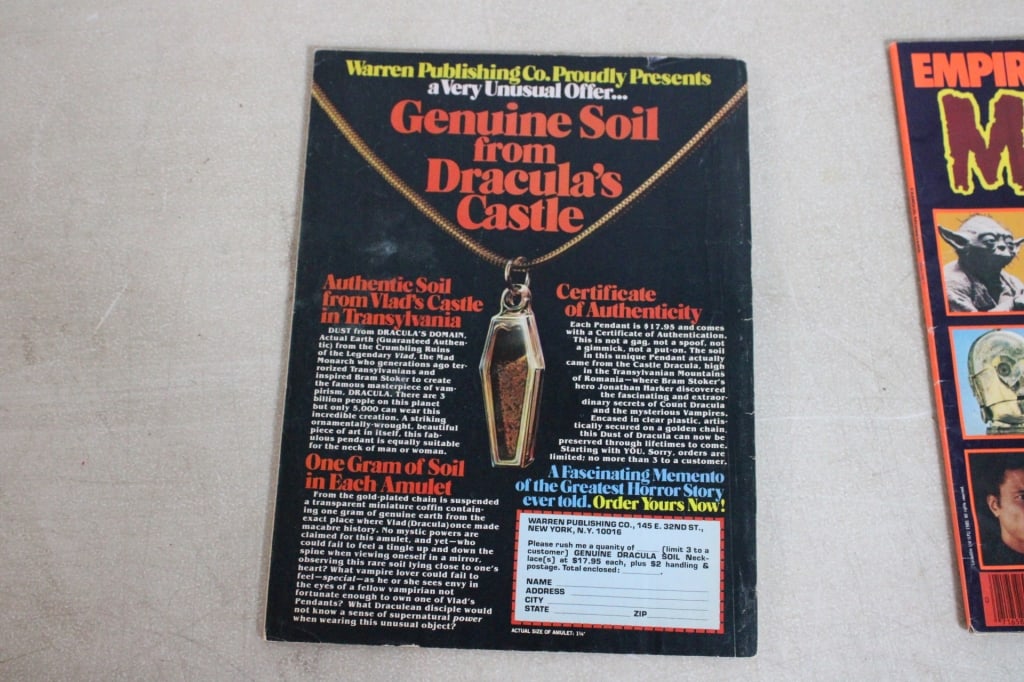 Warren Publishing Co. Proudly Presents
a Very Unusual Offer...
Genuine Soil
from
Dracula's
Castle
Authentic Soil
from Vlad's Castle
in Transylvania
DUST from DRACULA'S DOMAIN.
Actual Earth (Guaranteed Authen-
tic) from the Crumbling Ruins
of the Legendary Vlad, the Mad
Monarch who generations ago ter-
rorized Transylvanians and
inspired Bram Stoker to create
the famous masterpiece of vam-
pirism, DRACULA. There are 3
billion people on this planet
but only 5,000 can wear this
incredible creation. A striking
ornamentally-wrought, beautiful
piece of art in itself, this fab-
ulous pendant is equally suitable
for the neck of man or woman.
One Gram of Soil
in Each Amulet
From the gold-plated chain is suspended
a transparent miniature coffin contain-
ing one gram of genuine earth from the
exact place where Vlad (Dracula) once made
macabre history. No mystic powers are
claimed for this amulet, and yet—who
could fail to feel a tingle up and down the
spine when viewing oneself in a mirror,
observing this rare soil lying close to one's
heart? What vampire lover could fail to
feel—special—as he or she sees envy in
the eyes of a fellow vampirian not
fortunate enough to own one of Vlad's
Pendants? What Draculean disciple would
not know a sense of supernatural power
when wearing this unusual object?
Certificate
of Authenticity
Each Pendant is $17.95 and comes
with a Certificate of Authentication.
This is not a gag, not a spoof, not
a gimmick, not a put-on. The soil
in this unique Pendant actually
came from the Castle Dracula, high
in the Transylvanian Mountains
of Romania—where Bram Stoker's
hero Jonathan Harker discovered
the fascinating and extraor-
dinary secrets of Count Dracula
and the mysterious Vampires.
Encased in clear plastic, artis-
tically secured on a golden chain,
this Dust of Dracula can now be
preserved through lifetimes to come.
Starting with YOU. Sorry, orders are
limited; no more than 3 to a customer.
A Fascinating Memento
of the Greatest Horror Story
ever told. Order Yours Now!
WARREN PUBLISHING CO., 145 E. 32ND ST.,
NEW YORK, N.Y. 10016
Please rush me a quanity of ______ (limit 3 to a
customer) GENUINE DRACULA SOIL Neck-
lace(s) at $17.95 each, plus $2 handling &
postage. Total enclosed: ________.
NAME
ADDRESS
CITY
STATE ZIP
ACTUAL SIZE OF AMULET: 1¼"
EMPIR
M